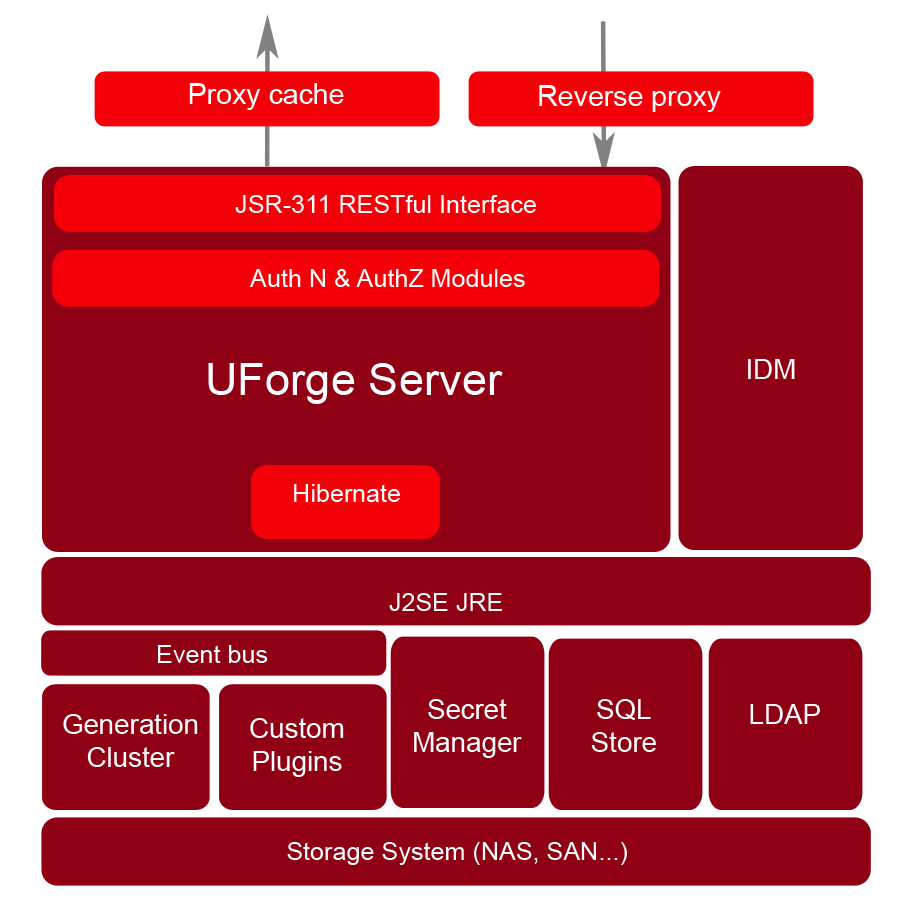 Proxy cache
Reverse proxy
JSR-311 RESTful Interface
Auth N & AuthZ Modules
UForge Server
IDM
Hibernate
J2SE JRE
Event bus
Generation
Cluster
Custom
Plugins
Secret
Manager
SQL
Store
LDAP
Storage System (NAS, SAN...)